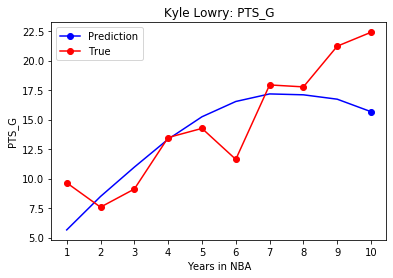 Kyle Lowry: PTS_G
Prediction
True
22.5
20.0
17.5
15.0
12.5
10.0
7.5
5.0
PTS_G
1 2 3 4 5 6 7 8 9 10
Years in NBA